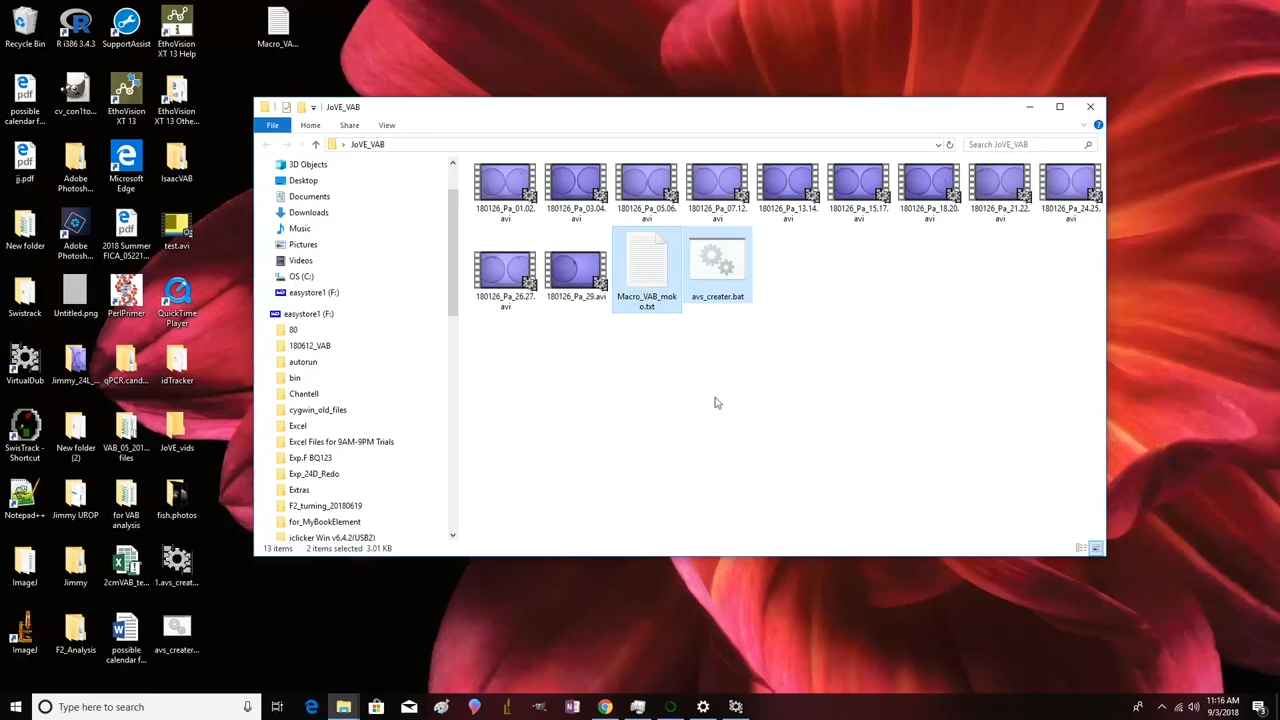 Recycle Bin
R i386 3.4.3
SupportAssist
EthoVision
XT 13 Help
Macro_VA...
possible
calendar f...
cv_con1to...
EthoVision
XT 13
EthoVision
XT 13 Othe...
jj.pdf
Adobe
Photosh...
Microsoft
Edge
IsaacVAB
New folder
Adobe
Photosh...
2018 Summer
FICA_05221...
test.avi
Swistrack
Untitled.png
PerlPrimer
QuickTime
Player
VirtualDub
Jimmy_24L_...
qPCR.cand...
idTracker
SwisTrack -
Shortcut
New folder
(2)
VAB_05_201...
files
JoVE_vids
Notepad++
Jimmy UROP
for VAB
analysis
fish.photos
ImageJ
Jimmy
2cmVAB_te...
1.avs_creat...
ImageJ
F2_Analysis
possible
calendar f...
avs_creater...
JoVE_VAB
File
Home
Share
View
JoVE_VAB
Search JoVE_VAB
3D Objects
Desktop
Documents
Downloads
Music
Pictures
Videos
OS (C:)
easystore1 (F:)
easystore1 (F:)
80
180612_VAB
autorun
bin
Chantell
cygwin_old_files
Excel
Excel Files for 9AM-9PM Trials
Exp.F BQ123
Exp_24D_Redo
Extras
F2_turning_20180619
for_MyBookElement
iclicker Win v6.4.2(USB2)
180126_Pa_01.02.
avi
180126_Pa_03.04.
avi
180126_Pa_05.06.
avi
180126_Pa_07.12.
avi
180126_Pa_13.14.
avi
180126_Pa_15.17.
avi
180126_Pa_18.20.
avi
180126_Pa_21.22.
avi
180126_Pa_24.25.
avi
180126_Pa_26.27.
avi
180126_Pa_29.avi
Macro_VAB_mok
o.txt
avs_creater.bat
13 items
2 items selected 3.01 KB
Type here to search
11:16 AM
9/3/2018